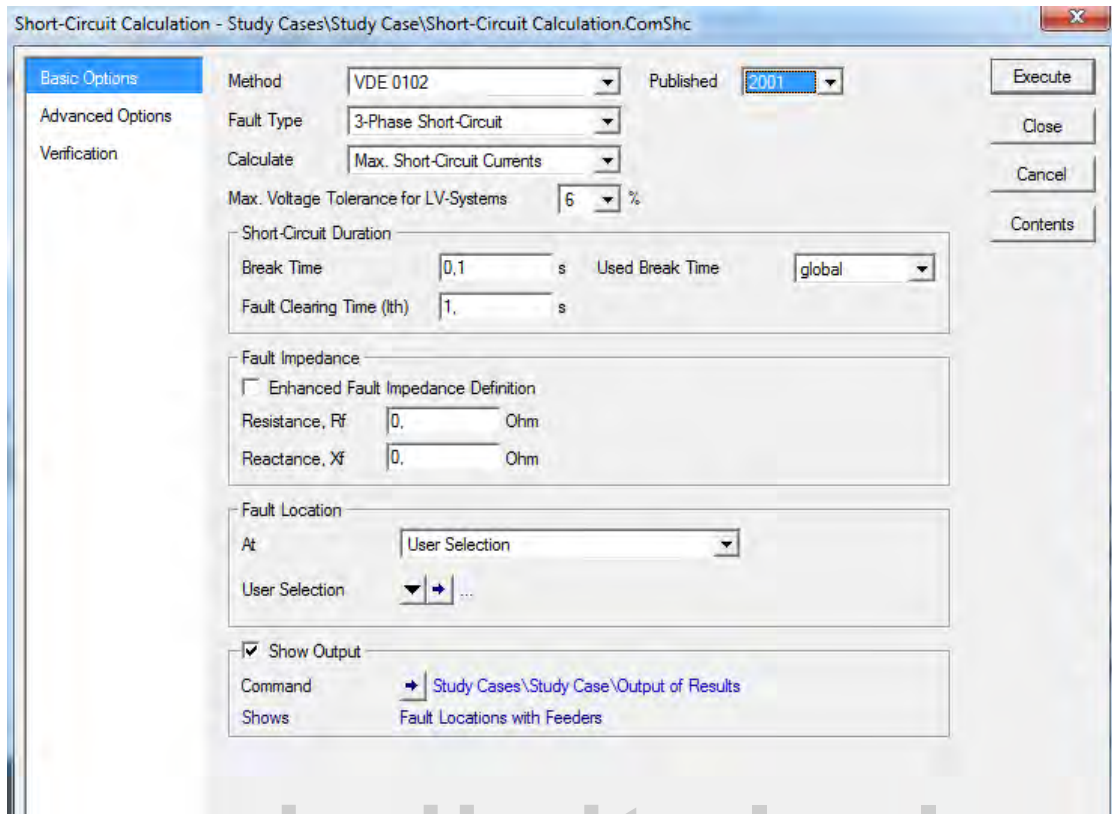 Short-Circuit Calculation - Study Cases\Study Case\Short-Circuit Calculation.ComShc
Basic Options
Advanced Options
Verification
Method VDE 0102 Published 2001
Fault Type 3-Phase Short-Circuit
Calculate Max. Short-Circuit Currents
Max. Voltage Tolerance for LV-Systems 6 %
Short-Circuit Duration
Break Time 0,1 s Used Break Time global
Fault Clearing Time (Ith) 1, s
Fault Impedance
Enhanced Fault Impedance Definition
Resistance, Rf 0, Ohm
Reactance, Xf 0, Ohm
Fault Location
At User Selection
User Selection ...
Show Output
Command Study Cases\Study Case\Output of Results
Shows Fault Locations with Feeders
Execute
Close
Cancel
Contents